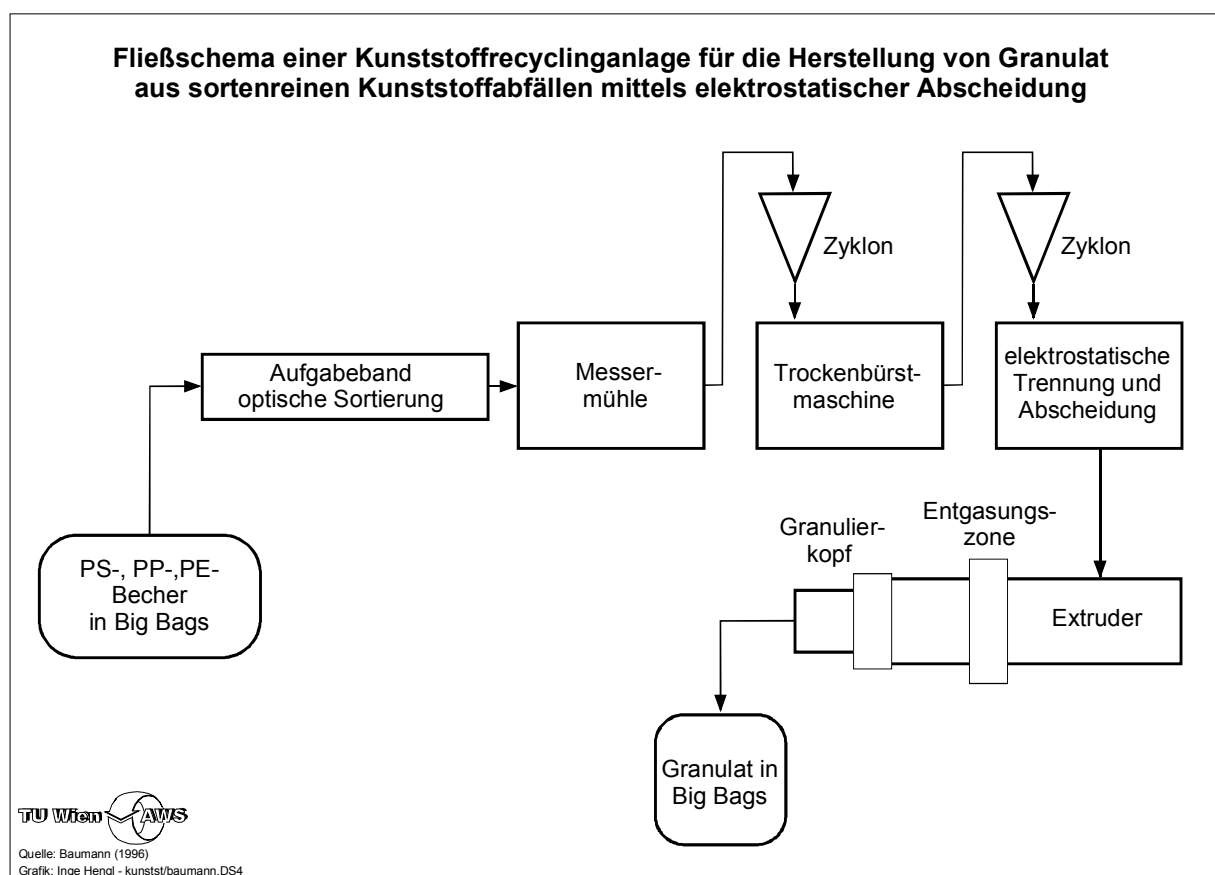 Fließschema einer Kunststoffrecyclinganlage für die Herstellung von Granulat
aus sortenreinen Kunststoffabfällen mittels elektrostatischer Abscheidung
Zyklon
Zyklon
Aufgabeband
optische Sortierung
Messer-
mühle
Trockenbürst-
maschine
elektrostatische
Trennung und
Abscheidung
PS-, PP-,PE-
Becher
in Big Bags
Granulier-
kopf
Entgasungs-
zone
Extruder
Granulat in
Big Bags
TU Wien AWS
Quelle: Baumann (1996)
Grafik: Inge Hengl - kunstst/baumann.DS4